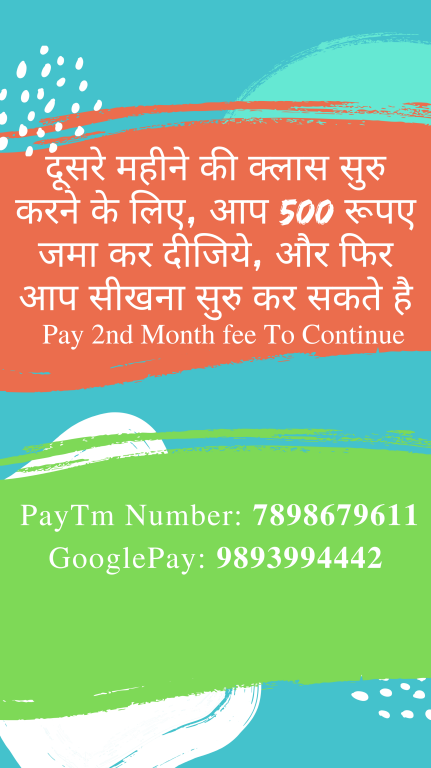 दूसरे महीने की क्लास सुरु
करने के लिए, आप 500 रूपए
जमा कर दीजिये, और फिर
आप सीखना सुरु कर सकते है
Pay 2nd Month fee To Continue
PayTm Number: 7898679611
GooglePay: 9893994442